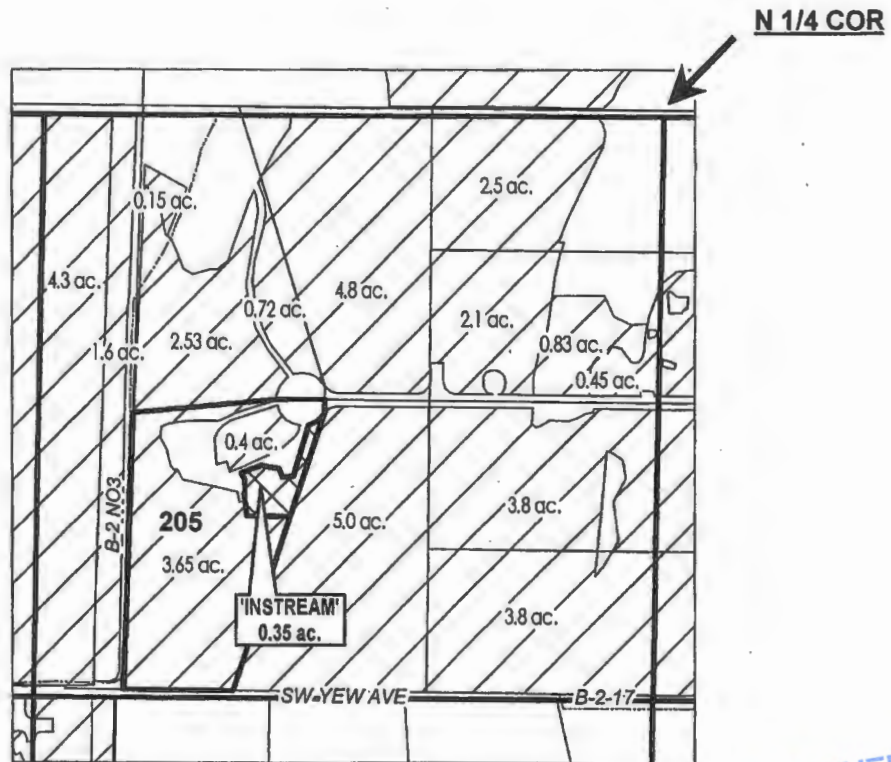 N 1/4 COR
2.5 ac.
0.15 ac.
4.3 ac.
0.72 ac.
4.8 ac.
2.1 ac.
0.83 ac.
2.53 ac.
1.6 ac.
0.45 ac.
0.4 ac.
B-2 NO3
205
5.0 ac.
3.8 ac.
3.65 ac.
'INSTREAM'
0.35 ac.
3.8 ac.
SW YEW AVE
B-2-17